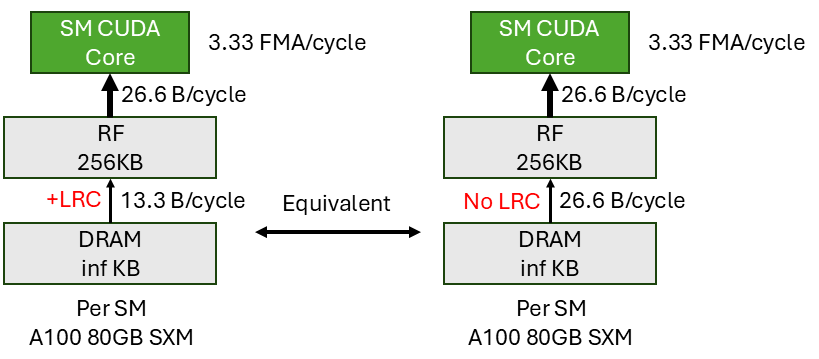 SM CUDA
Core
3.33 FMA/cycle
26.6 B/cycle
RF
256KB
+LRC
13.3 B/cycle
DRAM
inf KB
Per SM
A100 80GB SXM
Equivalent
SM CUDA
Core
3.33 FMA/cycle
26.6 B/cycle
RF
256KB
No LRC
26.6 B/cycle
DRAM
inf KB
Per SM
A100 80GB SXM